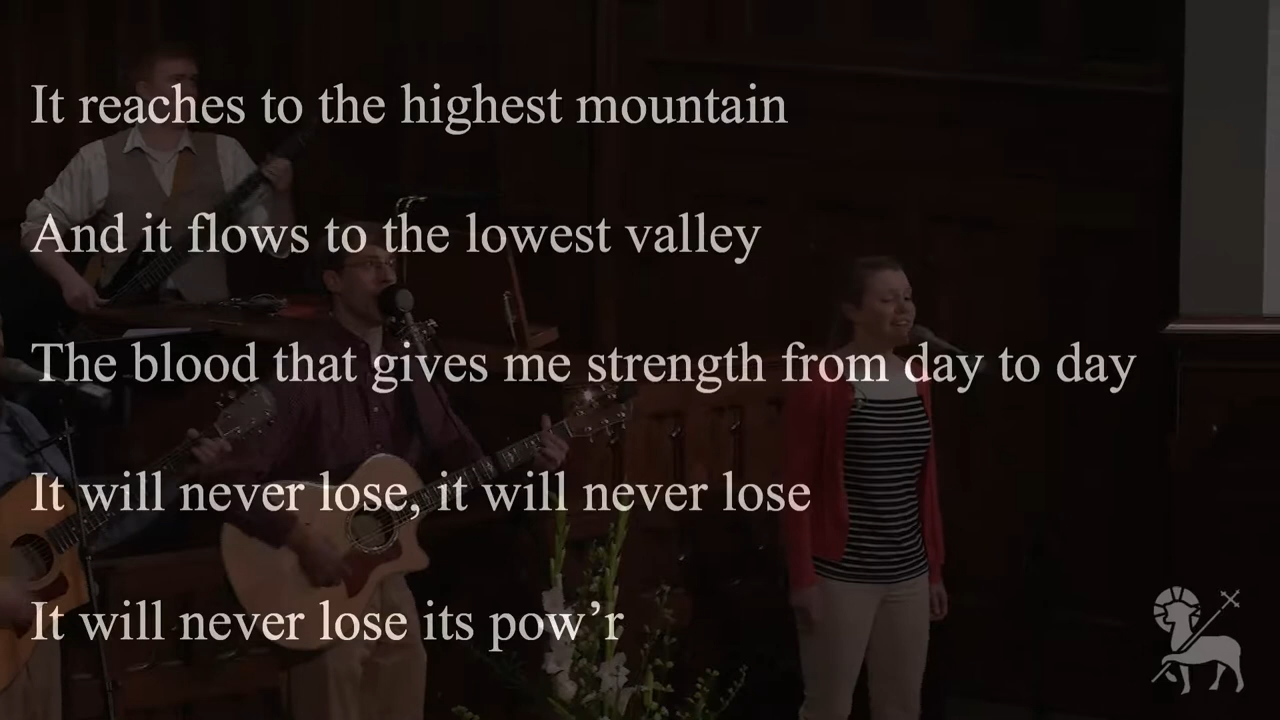 It reaches to the highest mountain
And it flows to the lowest valley
The blood that gives me strength from day to day
It will never lose, it will never lose
It will never lose its pow’r